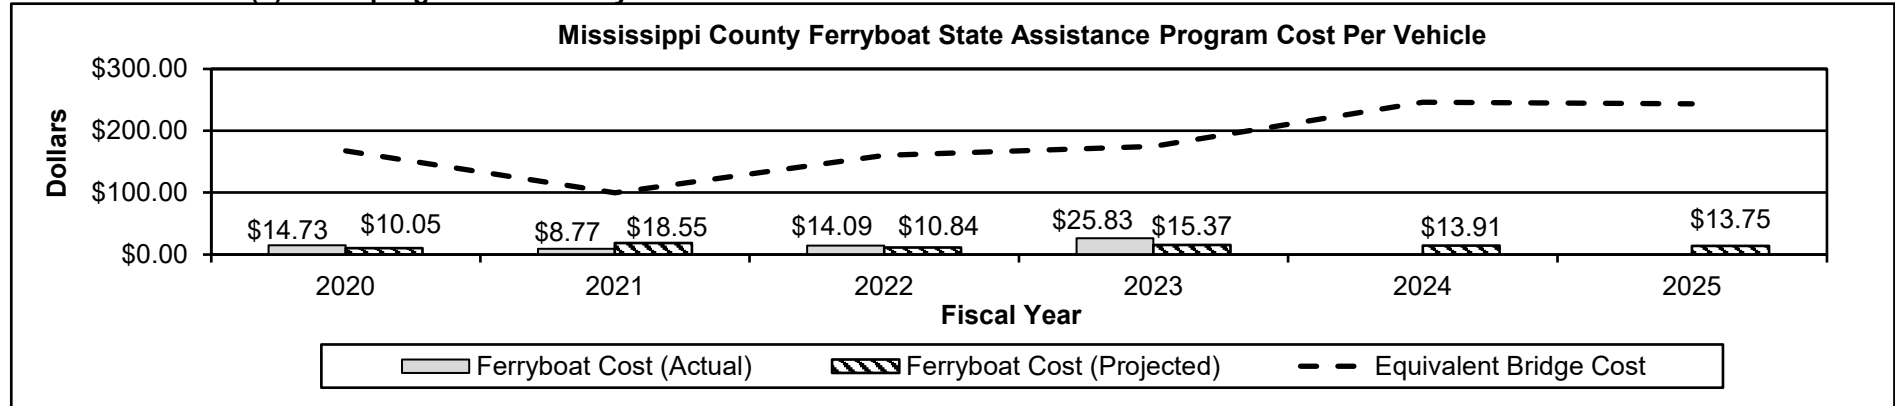 Mississippi County Ferryboat State Assistance Program Cost Per Vehicle
$300.00
$200.00
$100.00
$0.00
Dollars
$14.73 $10.05 $8.77 $18.55 $14.09 $10.84 $25.83 $15.37 $13.91 $13.75
2020 2021 2022 2023 2024 2025
Fiscal Year
Ferryboat Cost (Actual) Ferryboat Cost (Projected) Equivalent Bridge Cost